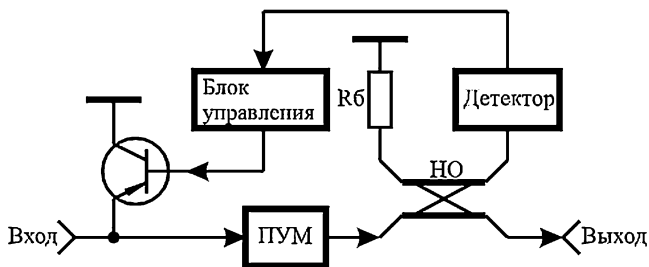 Блок
управления
Rб
Детектор
НО
Вход
ПУМ
Выход